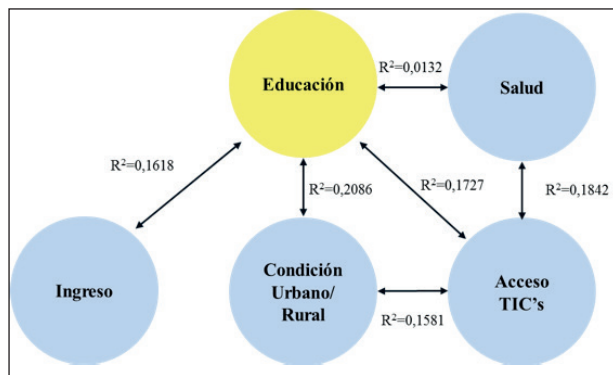 R²=0,0132
Educación
Salud
R²=0,1618
R²=0,2086
R²=0,1727
R²=0,1842
Ingreso
Condición
Urbano/
Rural
Acceso
TIC's
R²=0,1581